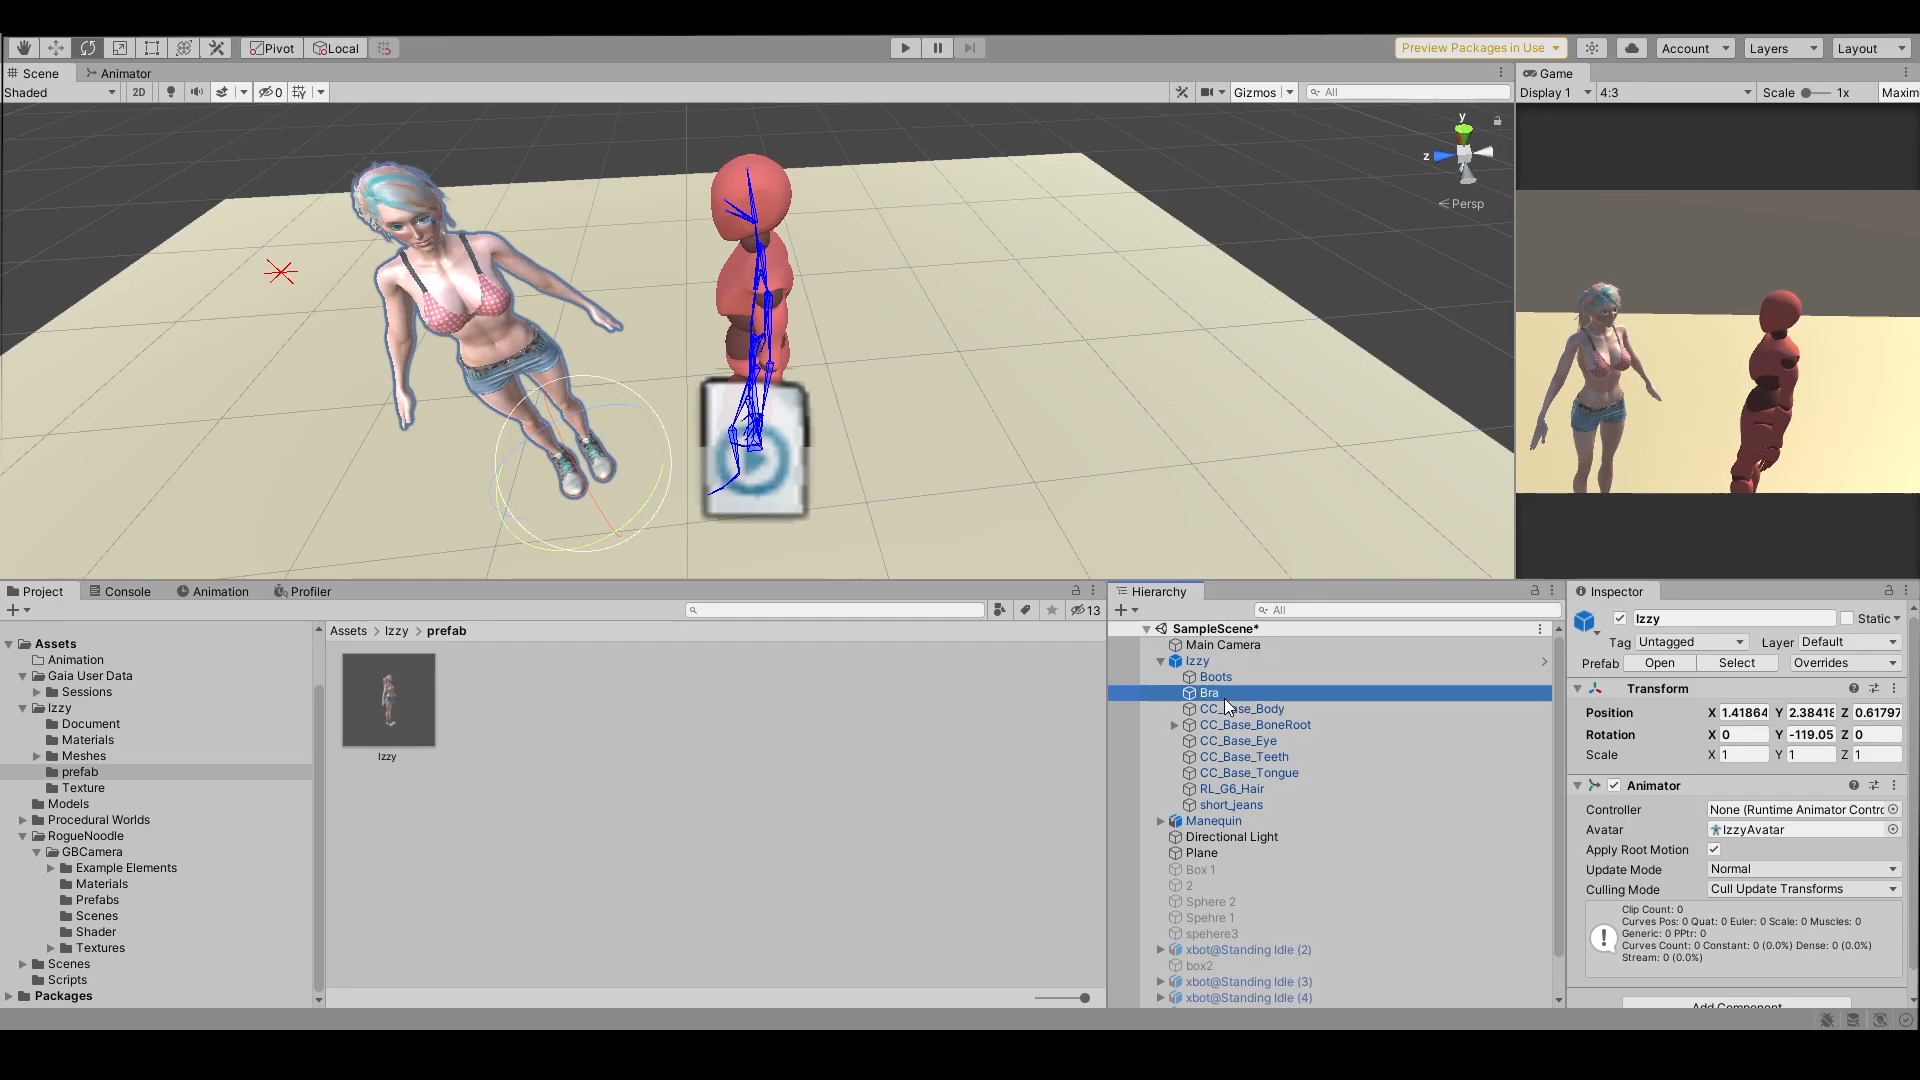 Pivot Local
Preview Packages in Use
Account Layers Layout
Scene Animator
Game
Shaded 2D 0 Gizmos All
Display 1 4:3 Scale 1x Maxim
y
z
Persp
Project Console Animation Profiler
Hierarchy
Inspector
13
All
Assets
Animation
Gaia User Data
Sessions
Izzy
Document
Materials
Meshes
prefab
Texture
Models
Procedural Worlds
RogueNoodle
GBCamera
Example Elements
Materials
Prefabs
Scenes
Shader
Textures
Scenes
Scripts
Packages
Assets > Izzy > prefab
Izzy
SampleScene*
Main Camera
Izzy
Boots
Bra
CC_Base_Body
CC_Base_BoneRoot
CC_Base_Eye
CC_Base_Teeth
CC_Base_Tongue
RL_G6_Hair
short_jeans
Manequin
Directional Light
Plane
Box 1
2
Sphere 2
Spehre 1
spehere3
xbot@Standing Idle (2)
box2
xbot@Standing Idle (3)
xbot@Standing Idle (4)
Izzy Static
Tag Untagged Layer Default
Prefab Open Select Overrides
Transform
Position X 1.41864 Y 2.38418 Z 0.61797
Rotation X 0 Y -119.05 Z 0
Scale X 1 Y 1 Z 1
Animator
Controller None (Runtime Animator Contro
Avatar IzzyAvatar
Apply Root Motion
Update Mode Normal
Culling Mode Cull Update Transforms
Clip Count: 0
Curves Pos: 0 Quat: 0 Euler: 0 Scale: 0 Muscles: 0
Generic: 0 PPtr: 0
Curves Count: 0 Constant: 0 (0.0%) Dense: 0 (0.0%)
Stream: 0 (0.0%)
Add Component